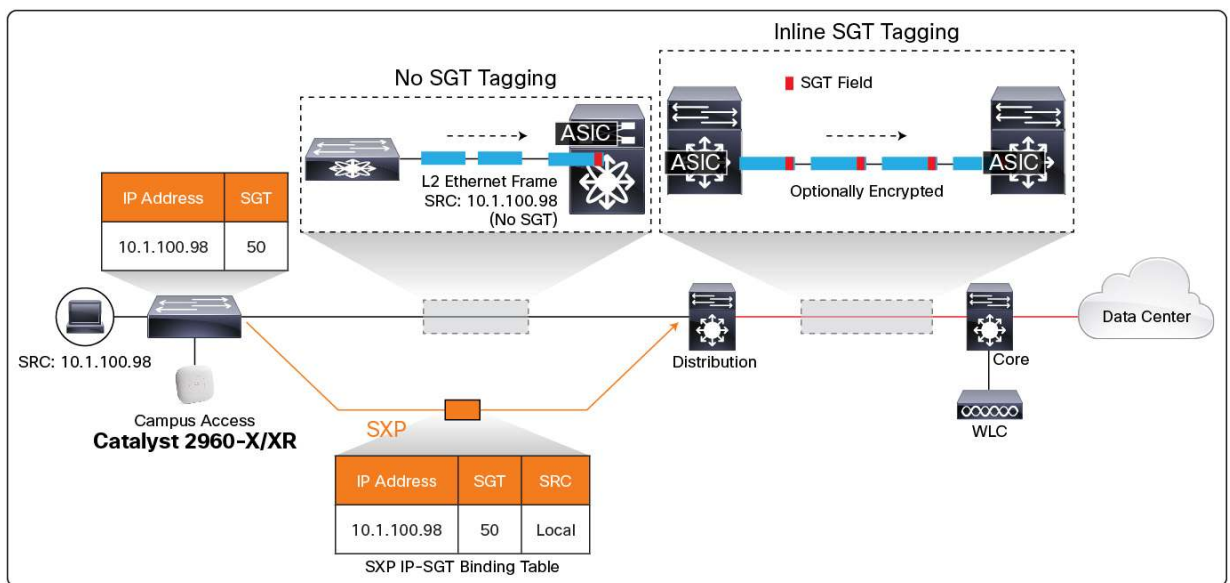 Inline SGT Tagging
No SGT Tagging
SGT Field
ASIC
ASIC
ASIC
L2 Ethernet Frame
SRC: 10.1.100.98
(No SGT)
Optionally Encrypted
IP Address SGT
10.1.100.98 50
SRC: 10.1.100.98
Campus Access
Catalyst 2960-X/XR
SXP
Distribution
Core
WLC
Data Center
IP Address SGT SRC
10.1.100.98 50 Local
SXP IP-SGT Binding Table